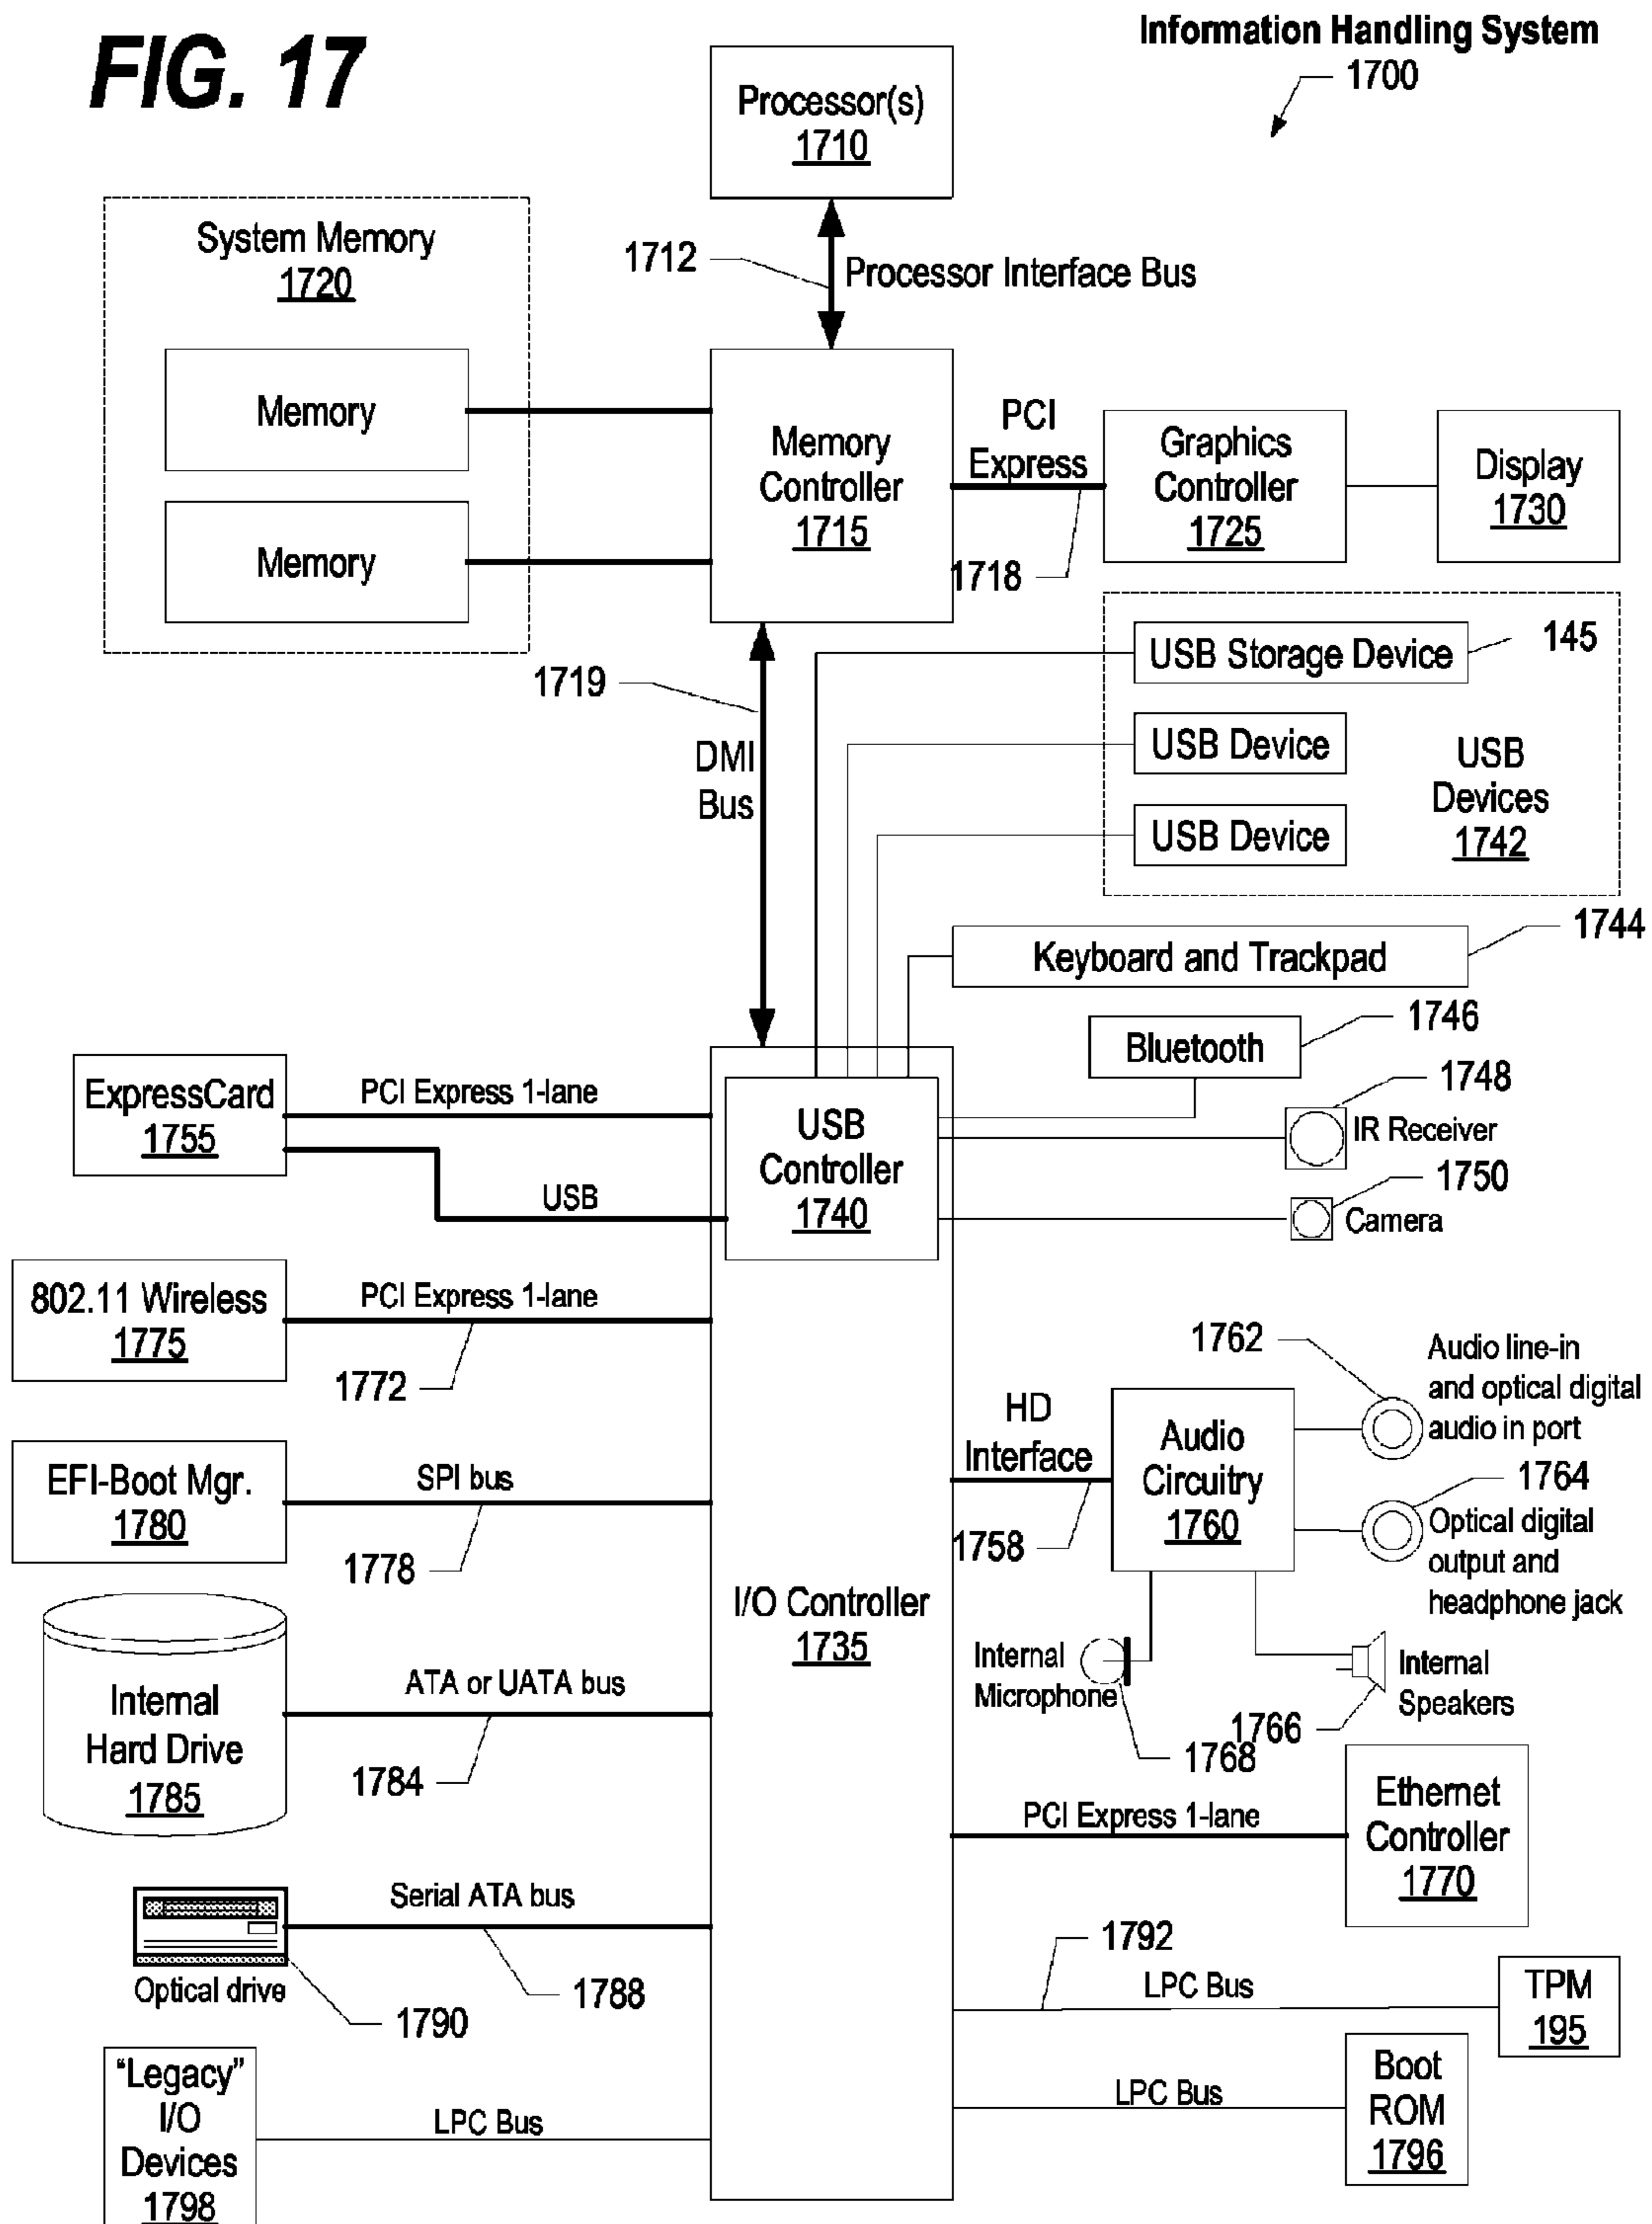 FIG. 17
Information Handling System
1700
Processor(s)
1710
System Memory
1720
1712
Processor Interface Bus
Memory
Memory
Memory
Controller
1715
PCI
Express
1718
Graphics
Controller
1725
Display
1730
1719
DMI
Bus
USB Storage Device
145
USB Device
USB Device
USB
Devices
1742
1744
Keyboard and Trackpad
1746
Bluetooth
1748
IR Receiver
1750
Camera
ExpressCard
1755
PCI Express 1-lane
USB
USB
Controller
1740
802.11 Wireless
1775
PCI Express 1-lane
1772
1762
Audio line-in
and optical digital
audio in port
HD
Interface
1758
Audio
Circuitry
1760
1764
Optical digital
output and
headphone jack
EFI-Boot Mgr.
1780
SPI bus
1778
I/O Controller
1735
Internal
Microphone
1768
Internal
Speakers
1766
Internal
Hard Drive
1785
ATA or UATA bus
1784
PCI Express 1-lane
Ethernet
Controller
1770
Serial ATA bus
1788
Optical drive
1790
1792
LPC Bus
TPM
195
"Legacy"
I/O
Devices
1798
LPC Bus
LPC Bus
Boot
ROM
1796